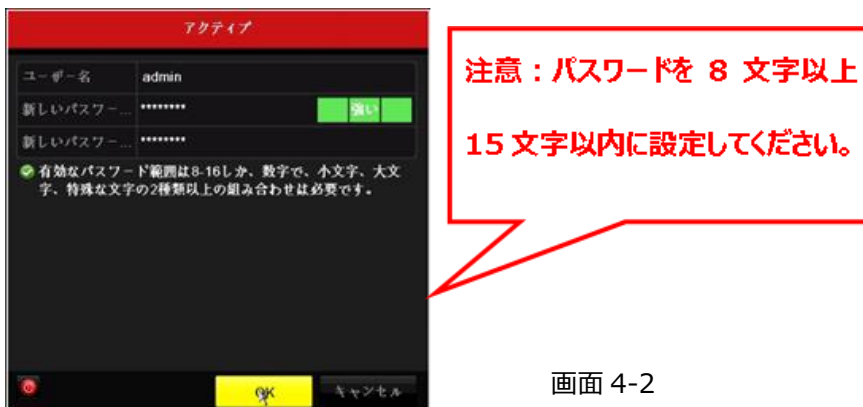 アクティブ
ユーザー名 admin
新しいパスワー... ******** 強い
新しいパスワー... ********
有効なパスワード範囲は8-16しか、数字で、小文字、大文
字、特殊な文字の2種類以上の組み合わせは必要です。
OK キャンセル
注意：パスワードを 8 文字以上
15 文字以内に設定してください。
画面 4-2